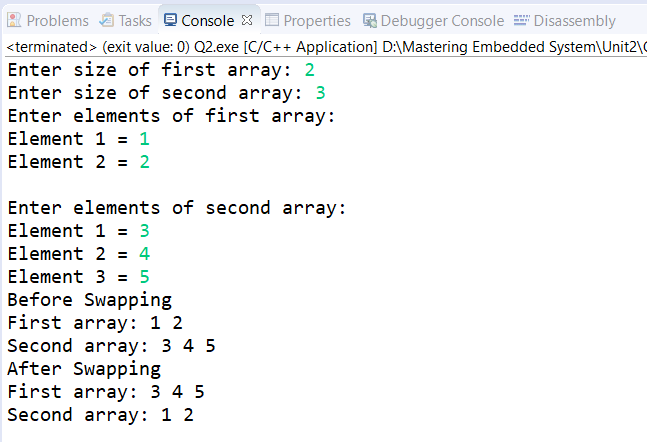 Problems Tasks Console Properties Debugger Console Disassembly
<terminated> (exit value: 0) Q2.exe [C/C++ Application] D:\Mastering Embedded System\Unit2\
Enter size of first array: 2
Enter size of second array: 3
Enter elements of first array:
Element 1 = 1
Element 2 = 2
Enter elements of second array:
Element 1 = 3
Element 2 = 4
Element 3 = 5
Before Swapping
First array: 1 2
Second array: 3 4 5
After Swapping
First array: 3 4 5
Second array: 1 2